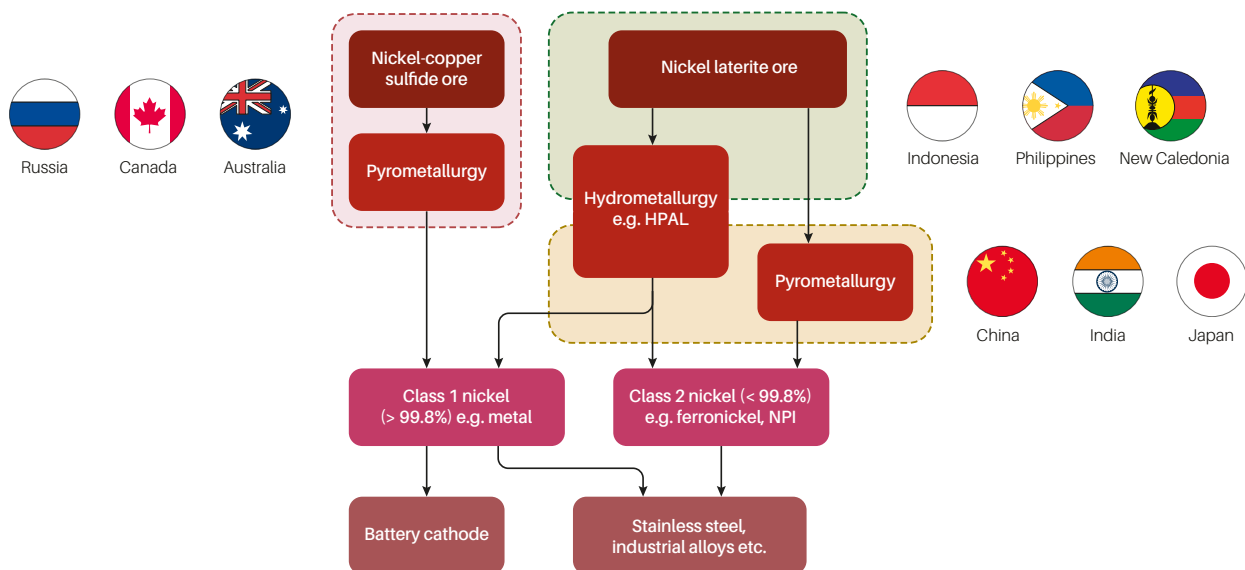 Nickel-copper
sulfide ore
Nickel laterite ore
Russia
Canada
Australia
Pyrometallurgy
Hydrometallurgy
e.g. HPAL
Indonesia
Philippines
New Caledonia
Pyrometallurgy
China
India
Japan
Class 1 nickel
(> 99.8%) e.g. metal
Class 2 nickel (< 99.8%)
e.g. ferronickel, NPI
Battery cathode
Stainless steel,
industrial alloys etc.